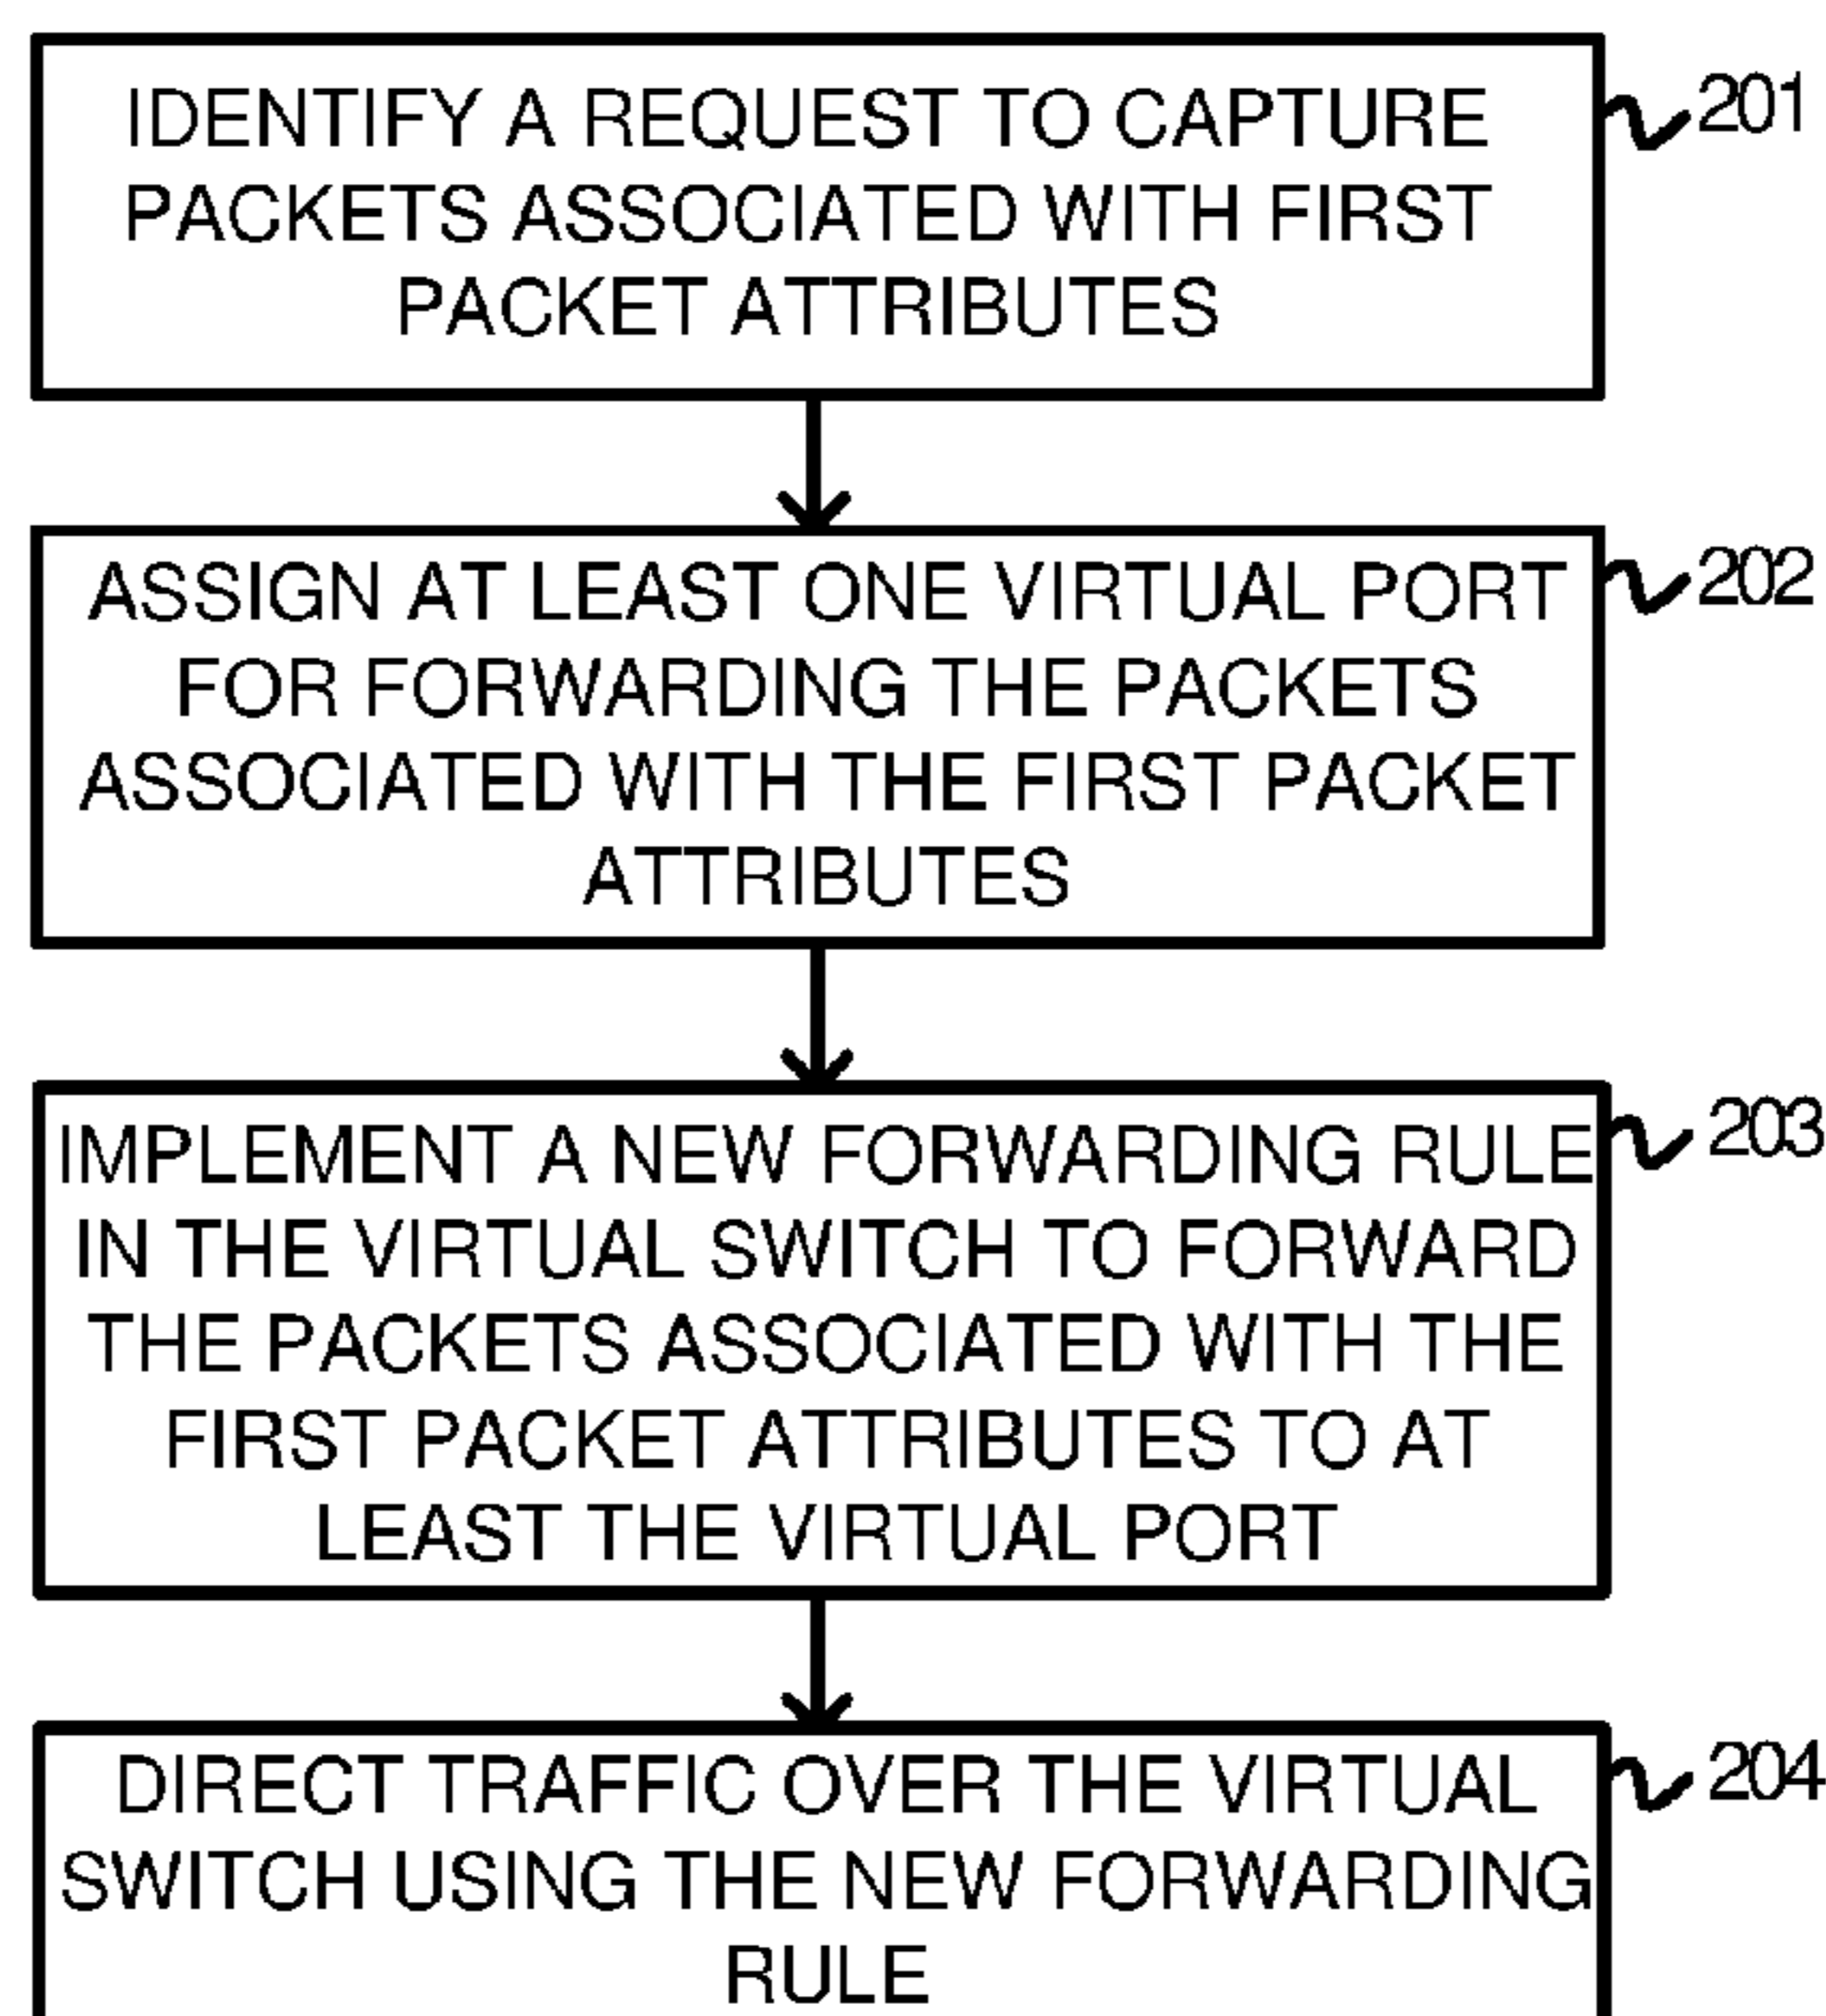 IDENTIFY A REQUEST TO CAPTURE
PACKETS ASSOCIATED WITH FIRST
PACKET ATTRIBUTES
201
ASSIGN AT LEAST ONE VIRTUAL PORT
FOR FORWARDING THE PACKETS
ASSOCIATED WITH THE FIRST PACKET
ATTRIBUTES
202
IMPLEMENT A NEW FORWARDING RULE
IN THE VIRTUAL SWITCH TO FORWARD
THE PACKETS ASSOCIATED WITH THE
FIRST PACKET ATTRIBUTES TO AT
LEAST THE VIRTUAL PORT
203
DIRECT TRAFFIC OVER THE VIRTUAL
SWITCH USING THE NEW FORWARDING
RULE
204